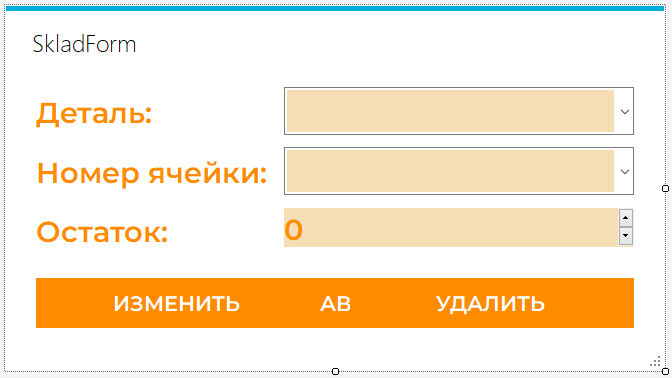 SkladForm
Деталь:
Номер ячейки:
Остаток: 0
ИЗМЕНИТЬ АВ УДАЛИТЬ